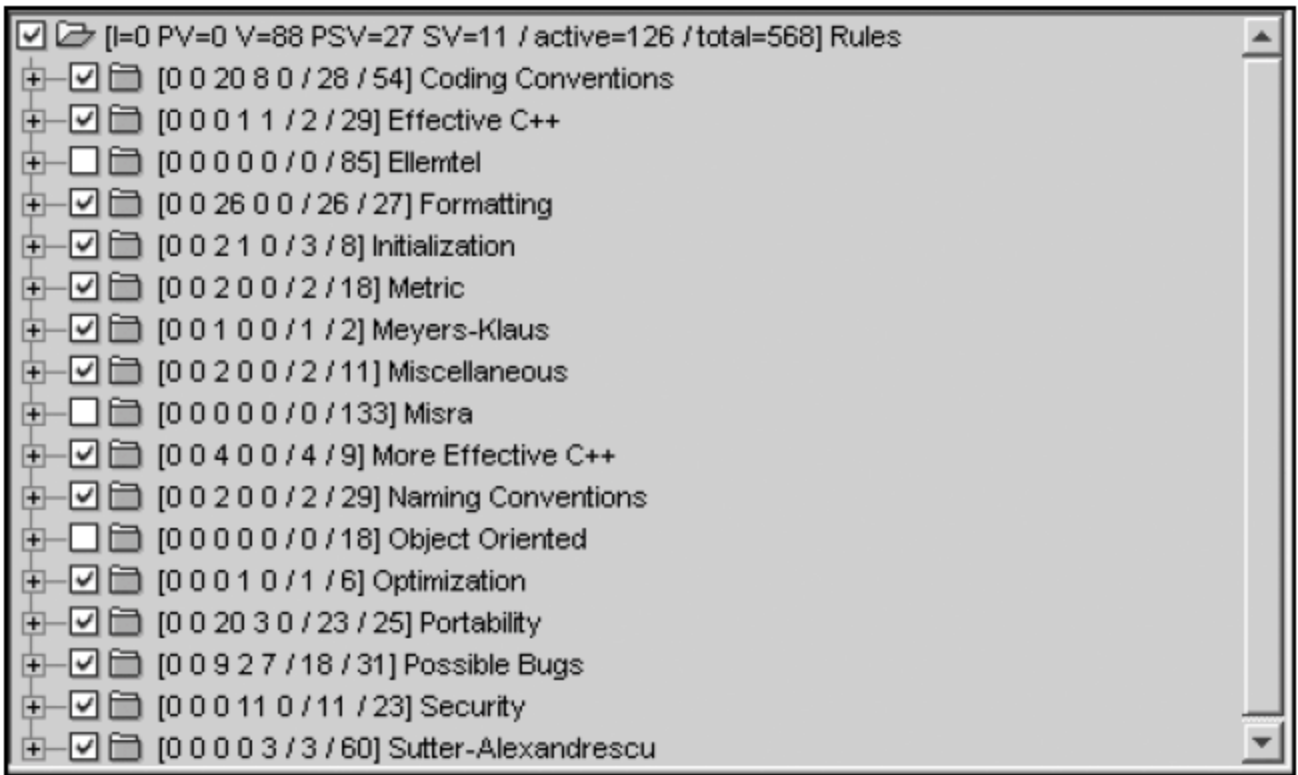 [I=0 PV=0 V=88 PSV=27 SV=11 / active=126 / total=568] Rules
[0 0 20 8 0 / 28 / 54] Coding Conventions
[0 0 0 1 1 / 2 / 29] Effective C++
[0 0 0 0 0 / 0 / 85] Ellemtel
[0 0 26 0 0 / 26 / 27] Formatting
[0 0 2 1 0 / 3 / 8] Initialization
[0 0 2 0 0 / 2 / 18] Metric
[0 0 1 0 0 / 1 / 2] Meyers-Klaus
[0 0 2 0 0 / 2 / 11] Miscellaneous
[0 0 0 0 0 / 0 / 133] Misra
[0 0 4 0 0 / 4 / 9] More Effective C++
[0 0 2 0 0 / 2 / 29] Naming Conventions
[0 0 0 0 0 / 0 / 18] Object Oriented
[0 0 0 1 0 / 1 / 6] Optimization
[0 0 20 3 0 / 23 / 25] Portability
[0 0 9 2 7 / 18 / 31] Possible Bugs
[0 0 0 11 0 / 11 / 23] Security
[0 0 0 0 3 / 3 / 60] Sutter-Alexandrescu